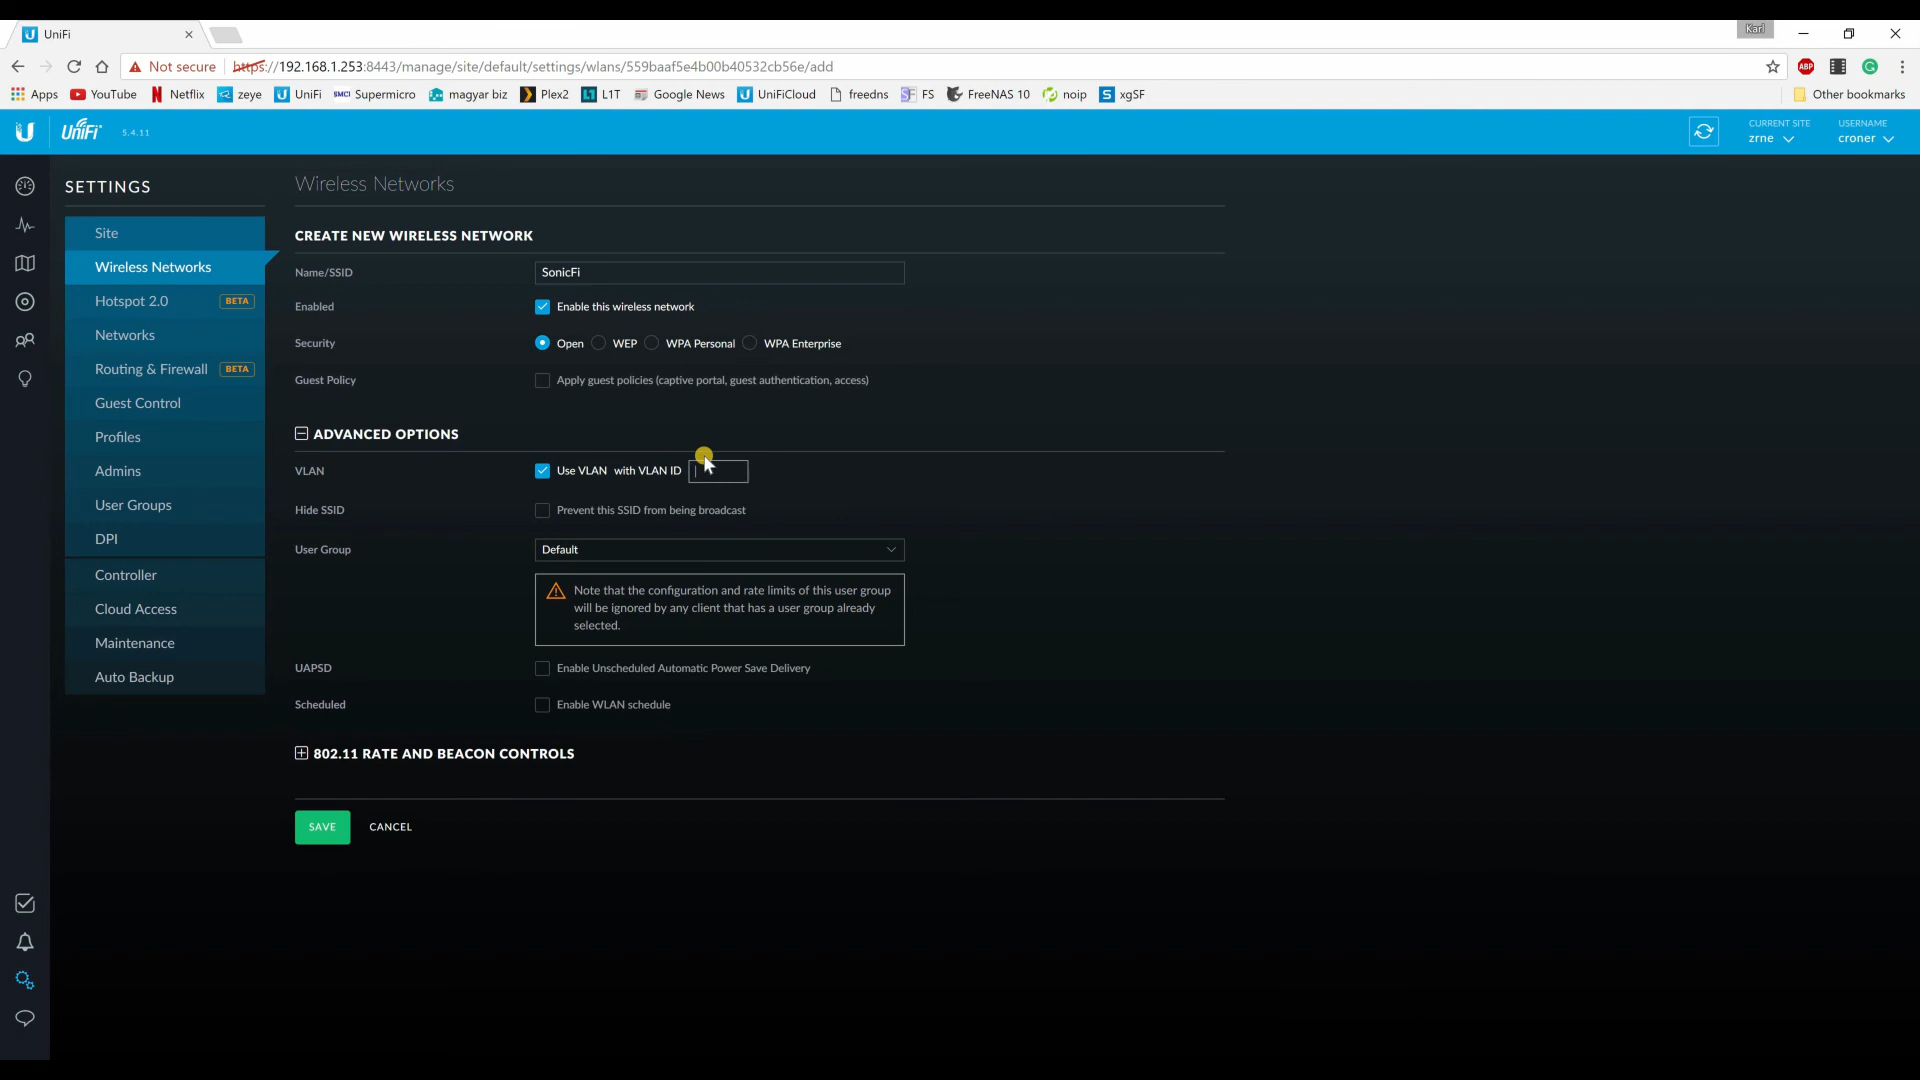 UniFi
Karl
Not secure https://192.168.1.253:8443/manage/site/default/settings/wlans/559baaf5e4b00b40532cb56e/add
ABP
Apps YouTube Netflix zeye UniFi SMCI Supermicro magyar biz Plex2 L1 L1T Google News UniFiCloud freedns SF FS FreeNAS 10 noip S xgSF Other bookmarks
UniFi 5.4.11
CURRENT SITE
zrne
USERNAME
croner
SETTINGS
Site
Wireless Networks
Hotspot 2.0 BETA
Networks
Routing & Firewall BETA
Guest Control
Profiles
Admins
User Groups
DPI
Controller
Cloud Access
Maintenance
Auto Backup
Wireless Networks
CREATE NEW WIRELESS NETWORK
Name/SSID SonicFi
Enabled Enable this wireless network
Security Open WEP WPA Personal WPA Enterprise
Guest Policy Apply guest policies (captive portal, guest authentication, access)
ADVANCED OPTIONS
VLAN Use VLAN with VLAN ID
Hide SSID Prevent this SSID from being broadcast
User Group Default
Note that the configuration and rate limits of this user group
will be ignored by any client that has a user group already
selected.
UAPSD Enable Unscheduled Automatic Power Save Delivery
Scheduled Enable WLAN schedule
802.11 RATE AND BEACON CONTROLS
SAVE CANCEL